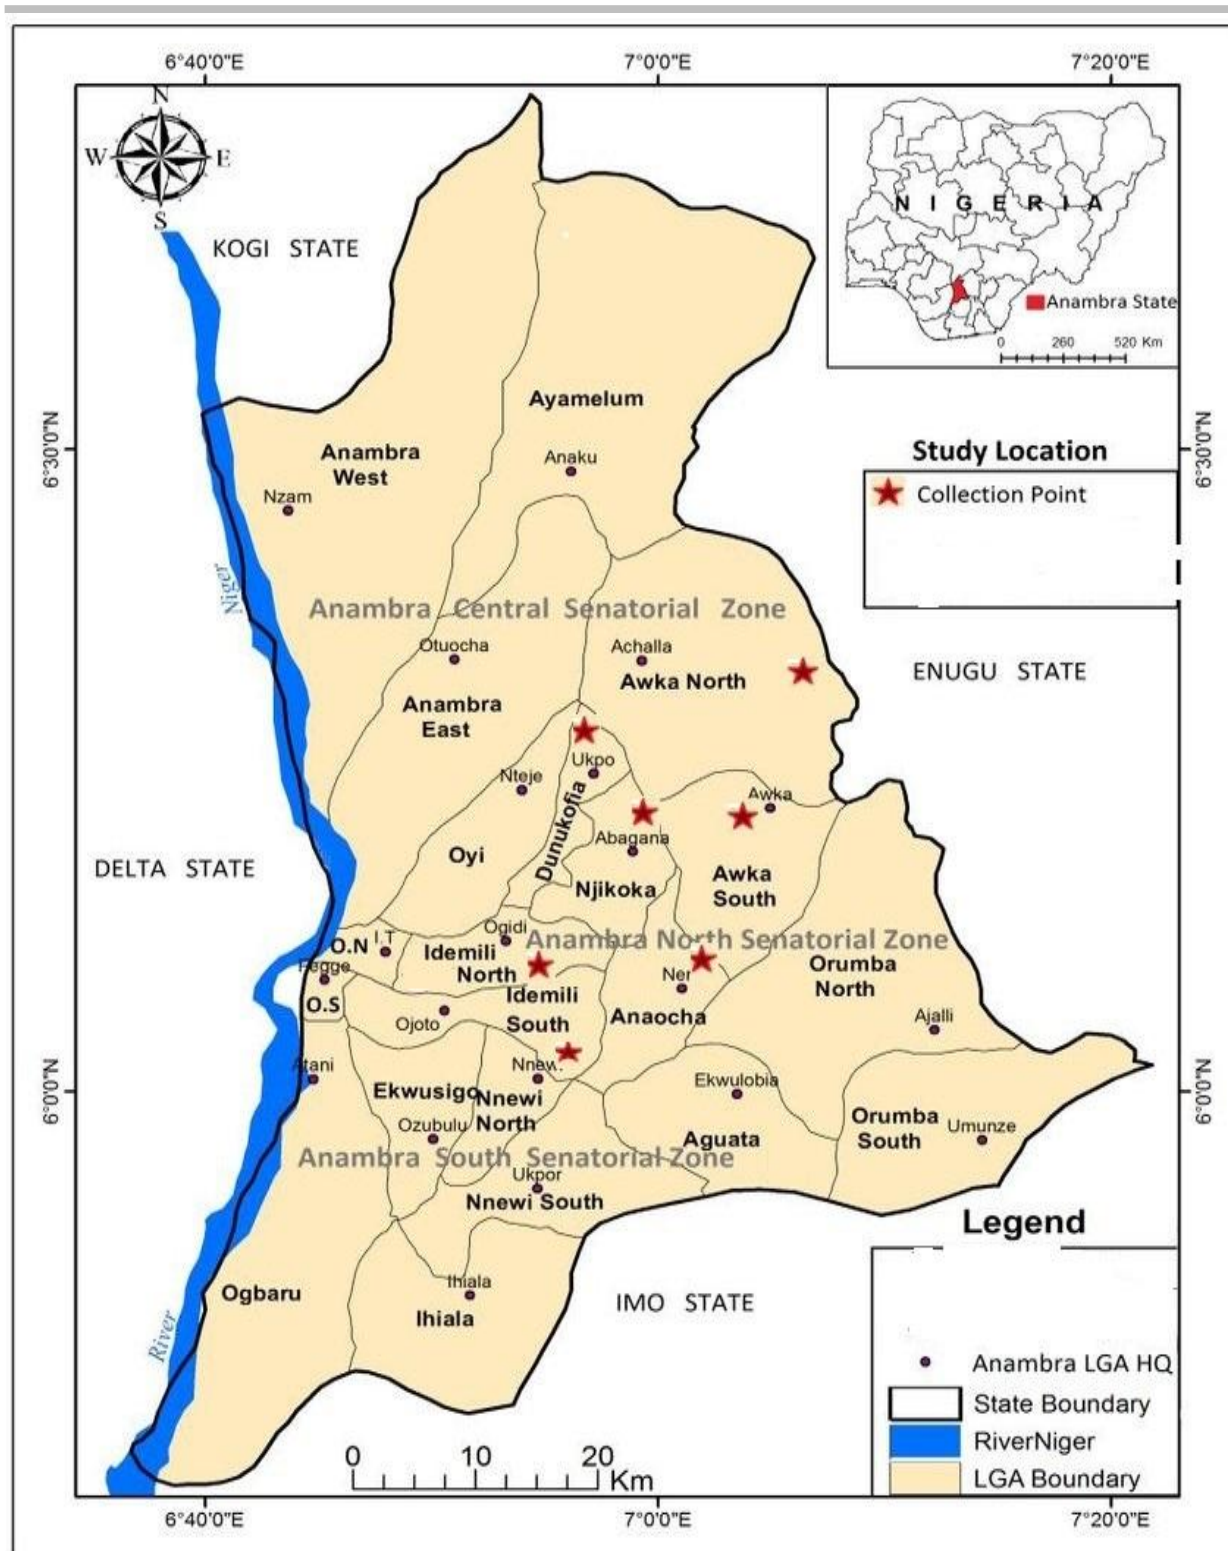 6°40'0"E
7°0'0"E
7°20'0"E
N
W
E
S
KOGI STATE
NIGERIA
Anambra State
0 260 520 Km
Ayamelum
Anambra
West
Anaku
Nzam
6°30'0"N
6°30'0"N
Study Location
Collection Point
Niger
Anambra Central Senatorial Zone
Otuocha
Achalla
Awka North
ENUGU STATE
Anambra
East
Ukpo
Nteje
Awka
Dunukofia
Abagana
Oyi
DELTA STATE
Njikoka
Awka
South
Ogidi
O.N
I.T
Idemili
North
Anambra North Senatorial Zone
Orumba
North
Fegge
Ner
O.S
Idemili
South
Ojoto
Anaocha
Ajalli
Atani
Nnew
6°0'0"N
6°0'0"N
Ekwusigo
Nnewi
North
Ekwulobia
Ozubulu
Aguata
Orumba
South
Umunze
Anambra South Senatorial Zone
Ukpor
Nnewi South
Legend
Ogbaru
Ihiala
Ihiala
IMO STATE
River
Anambra LGA HQ
State Boundary
RiverNiger
LGA Boundary
0 10 20
Km
6°40'0"E
7°0'0"E
7°20'0"E